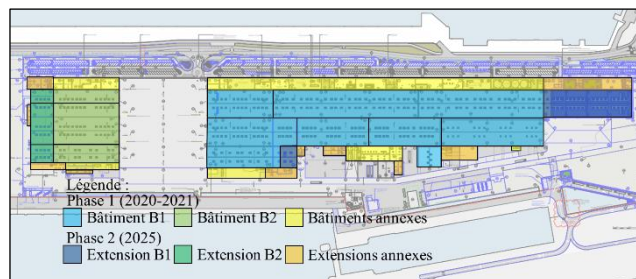 Légende :
Phase 1 (2020-2021)
Bâtiment B1 Bâtiment B2 Bâtiments annexes
Phase 2 (2025)
Extension B1 Extension B2 Extensions annexes